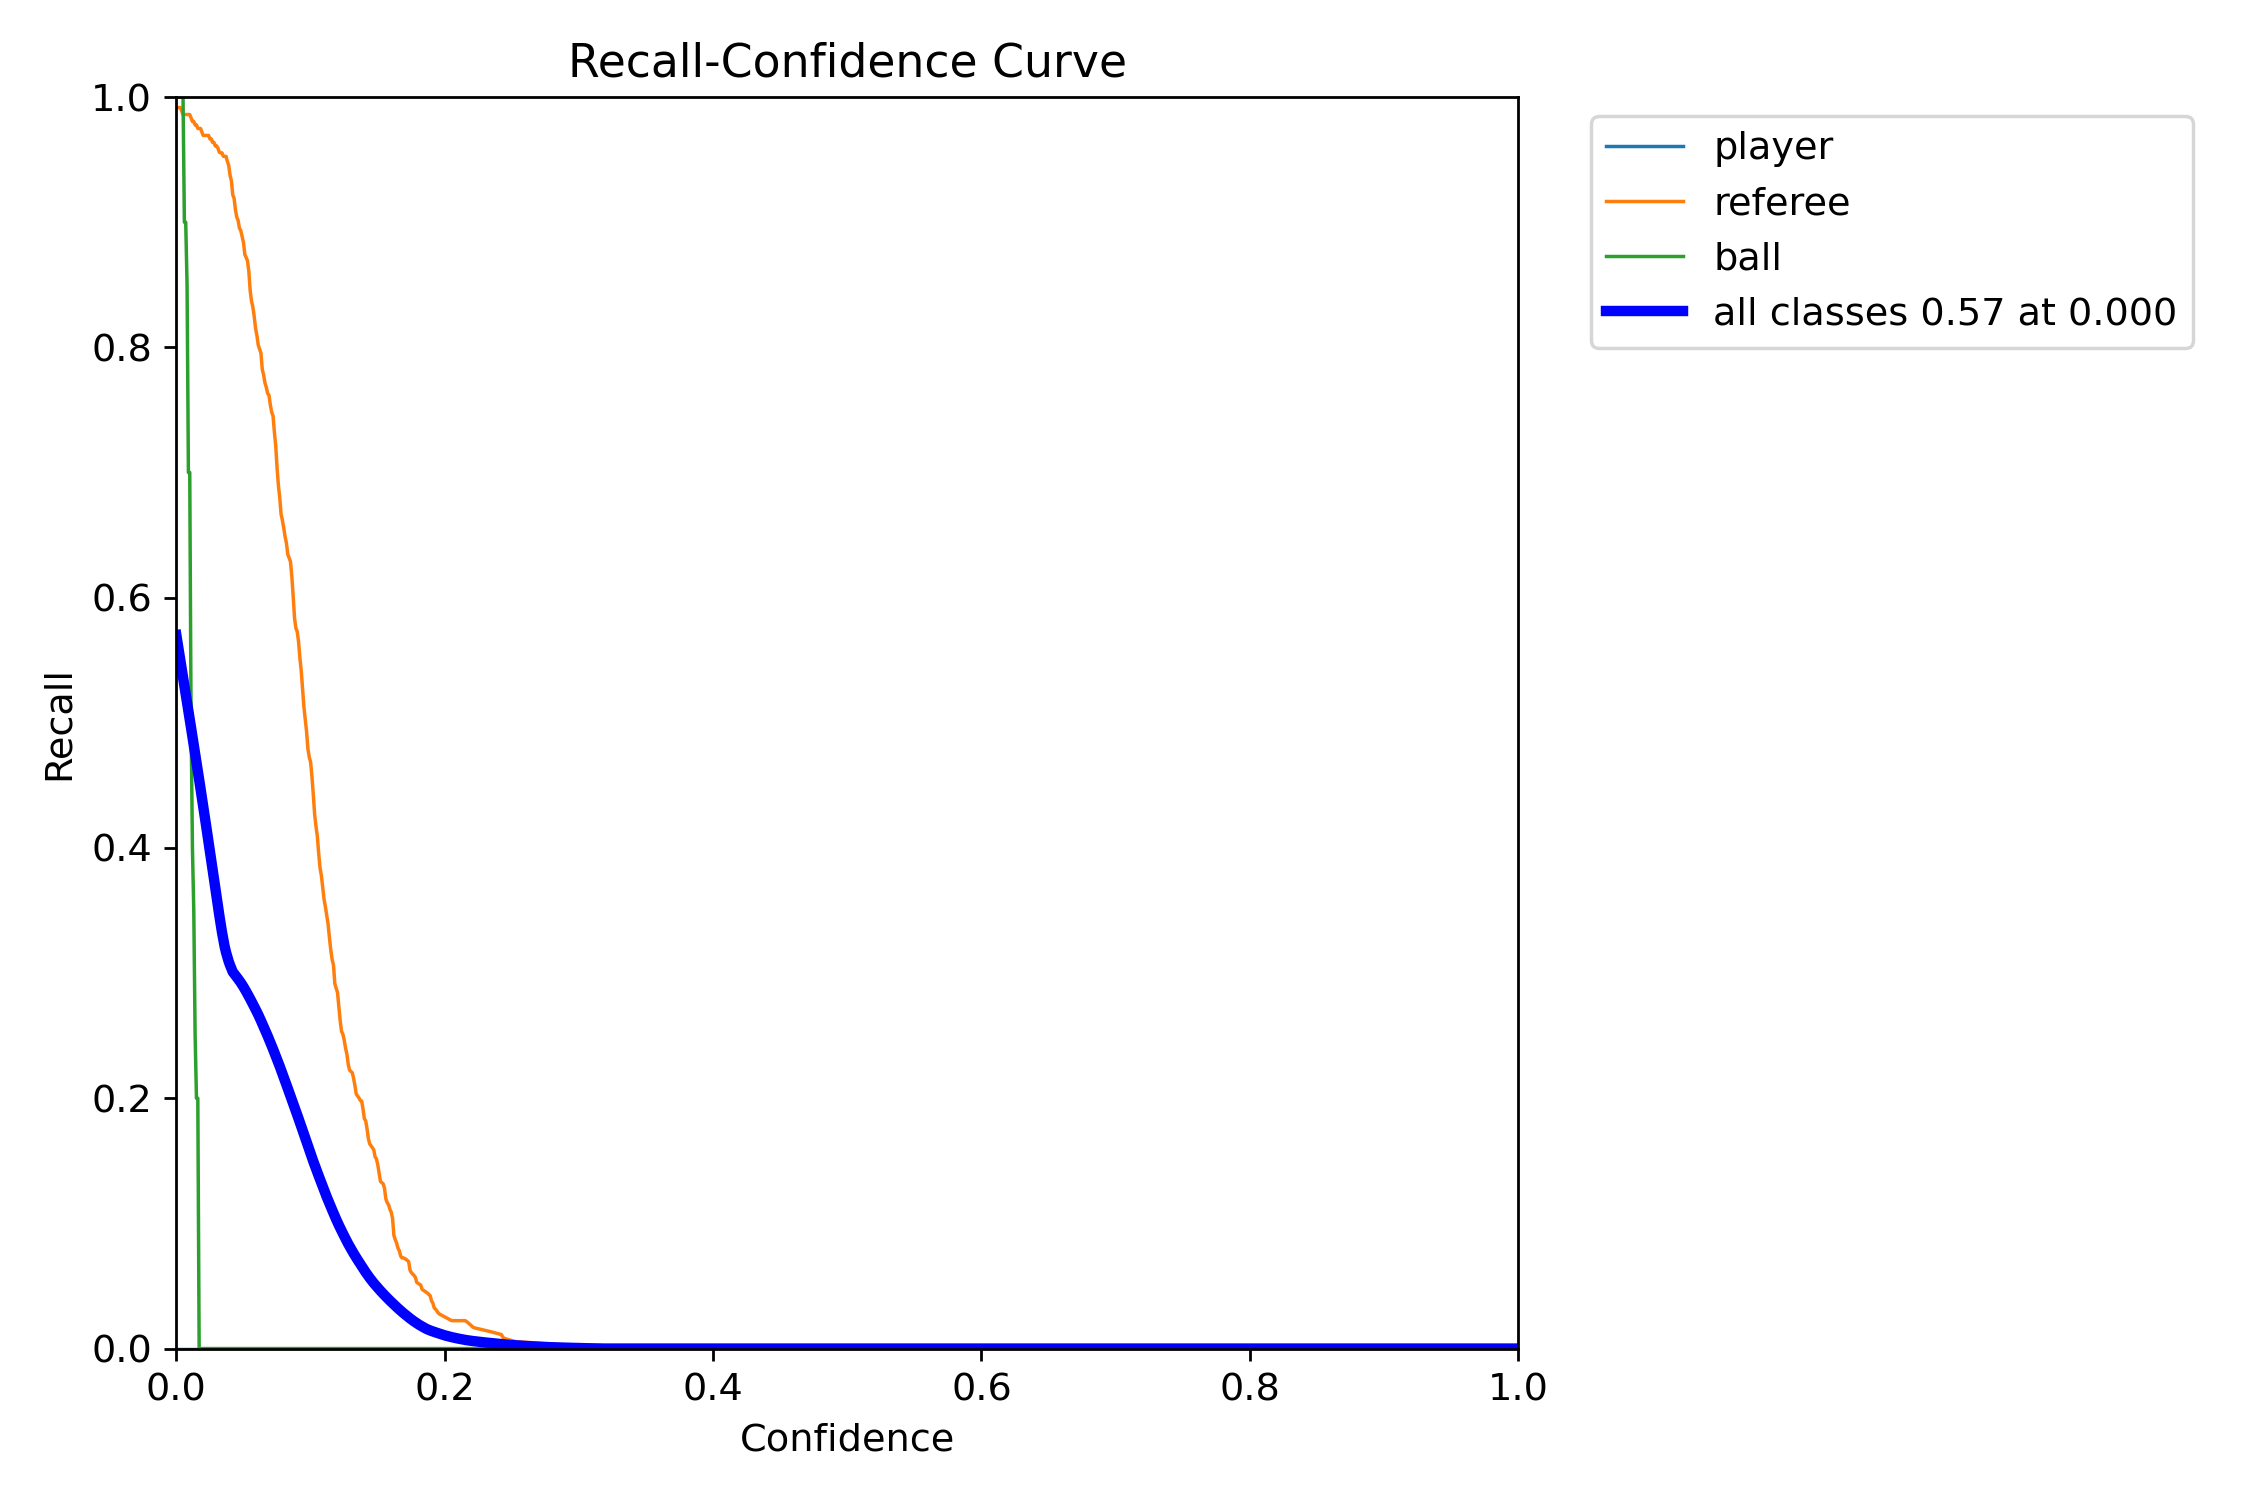 Recall-Confidence Curve
1.0
0.8
0.6
0.4
0.2
0.0
Recall
0.0 0.2 0.4 0.6 0.8 1.0
Confidence
player
referee
ball
all classes 0.57 at 0.000